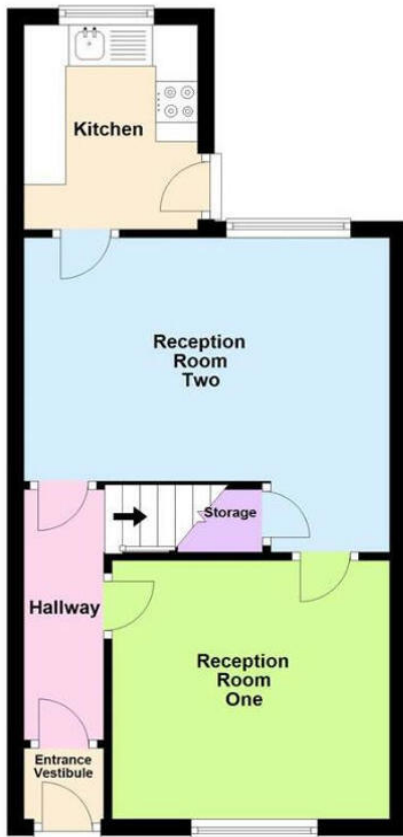 Kitchen
Reception
Room
Two
Storage
Hallway
Reception
Room
One
Entrance
Vestibule